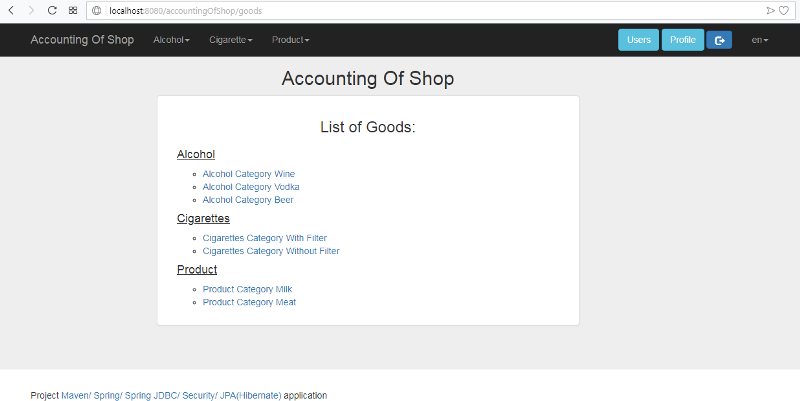 localhost:8080/accountingOfShop/goods
Accounting Of Shop Alcohol Cigarette Product Users Profile en
Accounting Of Shop
List of Goods:
Alcohol
Alcohol Category Wine
Alcohol Category Vodka
Alcohol Category Beer
Cigarettes
Cigarettes Category With Filter
Cigarettes Category Without Filter
Product
Product Category Milk
Product Category Meat
Project Maven/ Spring/ Spring JDBC/ Security/ JPA(Hibernate) application